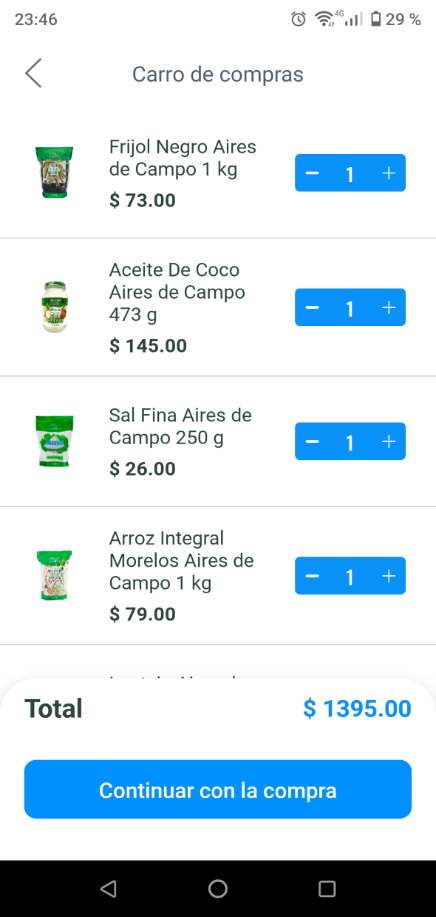 23:46
4G
29 %
Carro de compras
Frijol Negro Aires
de Campo 1 kg
$ 73.00
1
Aceite De Coco
Aires de Campo
473 g
$ 145.00
1
Sal Fina Aires de
Campo 250 g
$ 26.00
1
Arroz Integral
Morelos Aires de
Campo 1 kg
$ 79.00
1
Total
$ 1395.00
Continuar con la compra